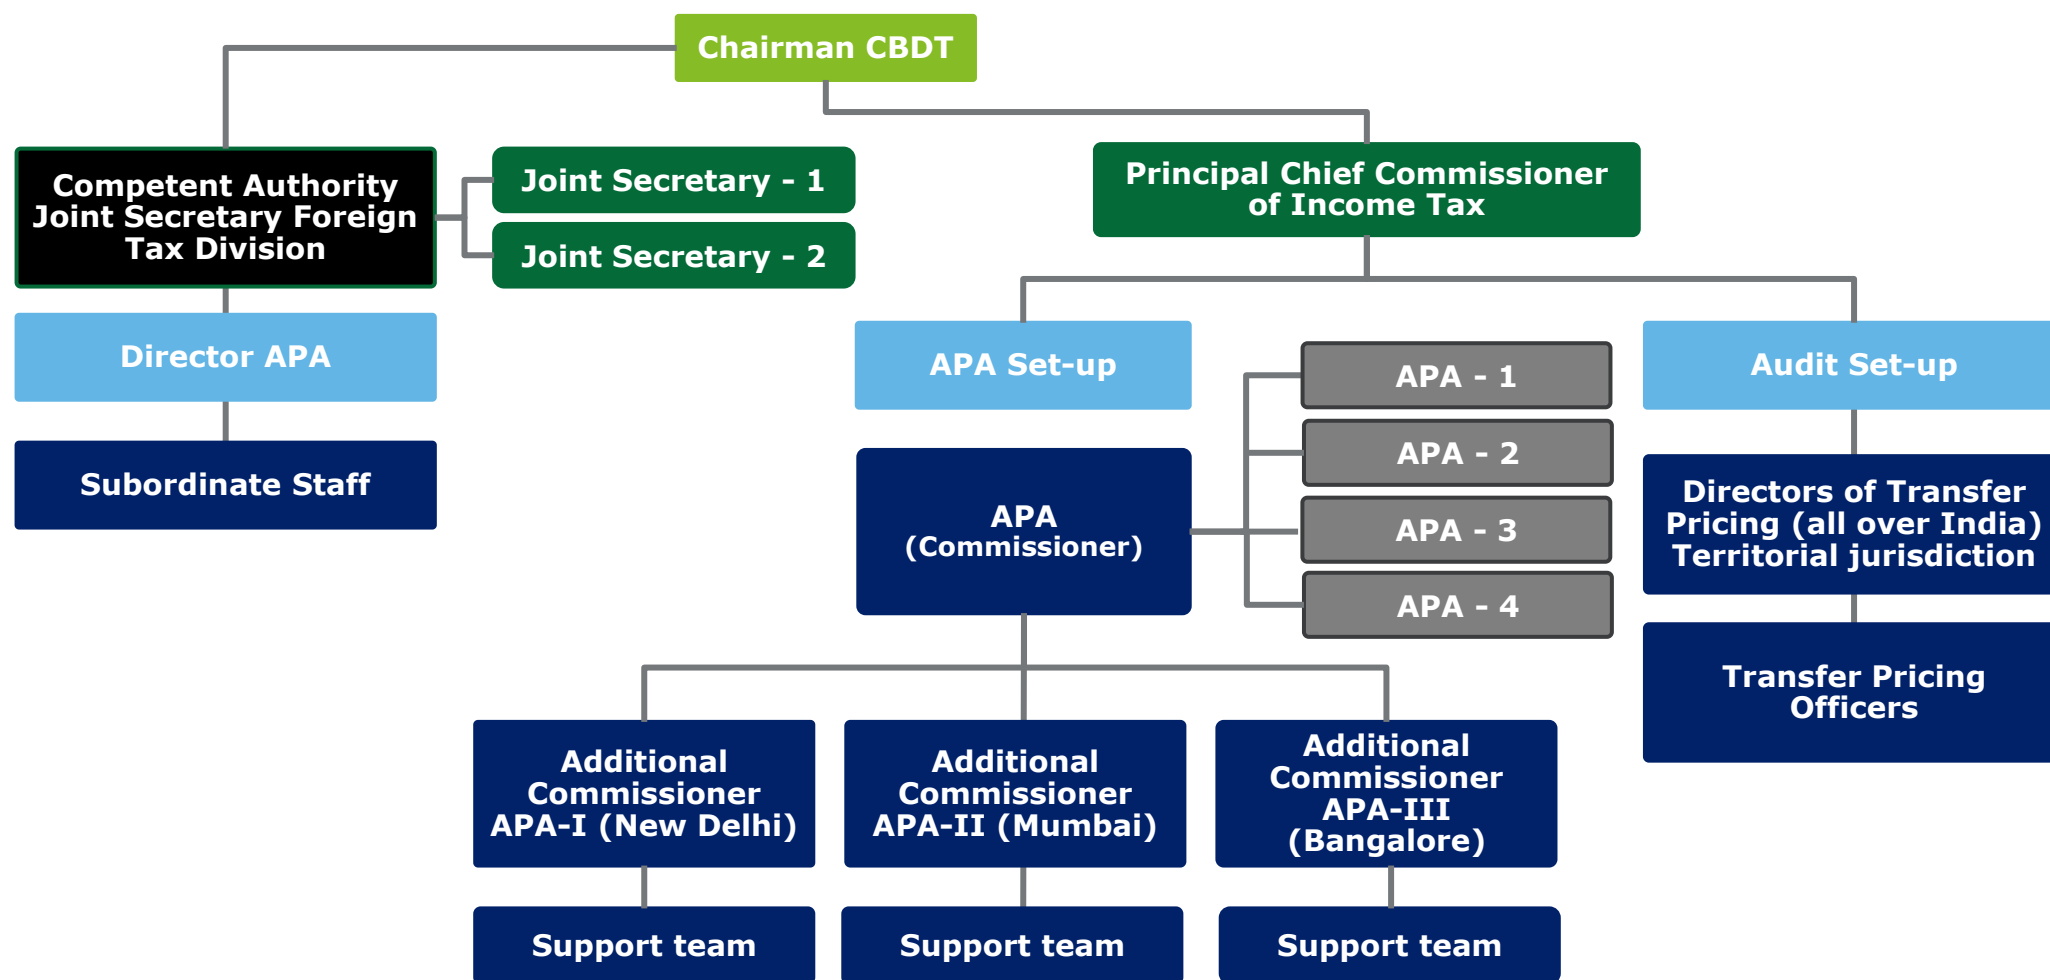 Chairman CBDT
Competent Authority
Joint Secretary Foreign
Tax Division
Joint Secretary - 1
Joint Secretary - 2
Principal Chief Commissioner
of Income Tax
Director APA
Subordinate Staff
APA Set-up
APA - 1
APA - 2
APA - 3
APA - 4
Audit Set-up
APA
(Commissioner)
Directors of Transfer
Pricing (all over India)
Territorial jurisdiction
Transfer Pricing
Officers
Additional
Commissioner
APA-I (New Delhi)
Additional
Commissioner
APA-II (Mumbai)
Additional
Commissioner
APA-III
(Bangalore)
Support team
Support team
Support team